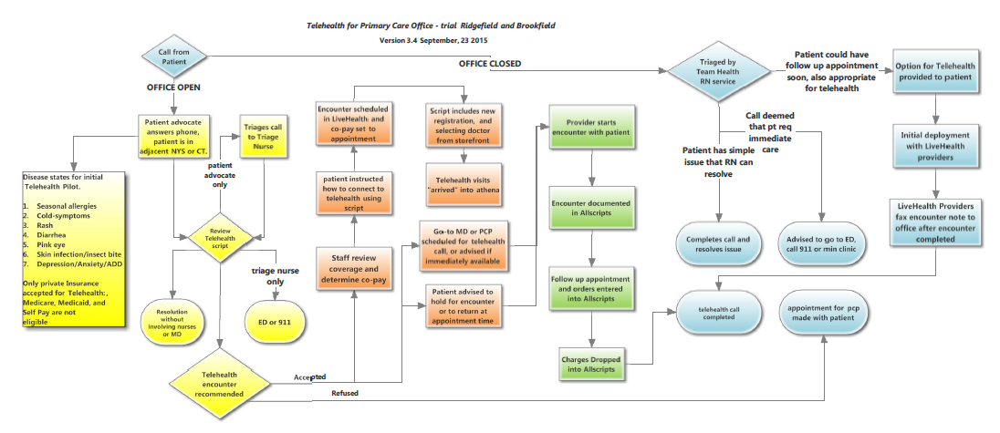 Telehealth for Primary Care Office - trial Ridgefield and Brookfield
Version 3.4 September, 23 2015
Call from
Patient
OFFICE OPEN
OFFICE CLOSED
Patient advocate
answers phone,
patient is in
adjacent NYS or CT.
Triages call
to Triage
Nurse
patient
advocate
only
Disease states for initial
Telehealth Pilot.
1. Seasonal allergies
2. Cold-symptoms
3. Rash
4. Diarrhea
5. Pink eye
6. Skin infection/insect bite
7. Depression/Anxiety/ADD
Only private Insurance
accepted for Telehealth:,
Medicare, Medicaid, and
Self Pay are not
eligible
Review
Telehealth
script
triage nurse
only
Resolution
without
involving nurses
or MD
ED or 911
Telehealth
encounter
recommended
Accepted
Refused
Encounter scheduled
in LiveHealth and
co-pay set to
appointment
patient instructed
how to connect to
telehealth using
script
Staff review
coverage and
determine co-pay
Script includes new
registration, and
selecting doctor
from storefront
Telehealth visits
"arrived" into athena
Go-to MD or PCP
scheduled for telehealth
call, or advised if
immediately available
Patient advised to
hold for encounter
or to return at
appointment time
Provider starts
encounter with patient
Encounter documented
in Allscripts
Follow up appointment
and orders entered
into Allscripts
Charges Dropped
into Allscripts
Triaged by
Team Health
RN service
Patient could have
follow up appointment
soon, also appropriate
for telehealth
Option for Telehealth
provided to patient
Call deemed
that pt req
immediate
care
Patient has simple
issue that RN can
resolve
Initial deployment
with LiveHealth
providers
LiveHealth Providers
fax encounter note to
office after encounter
completed
Completes call and
resolves issue
Advised to go to ED,
call 911 or min clinic
telehealth call
completed
appointment for pcp
made with patient